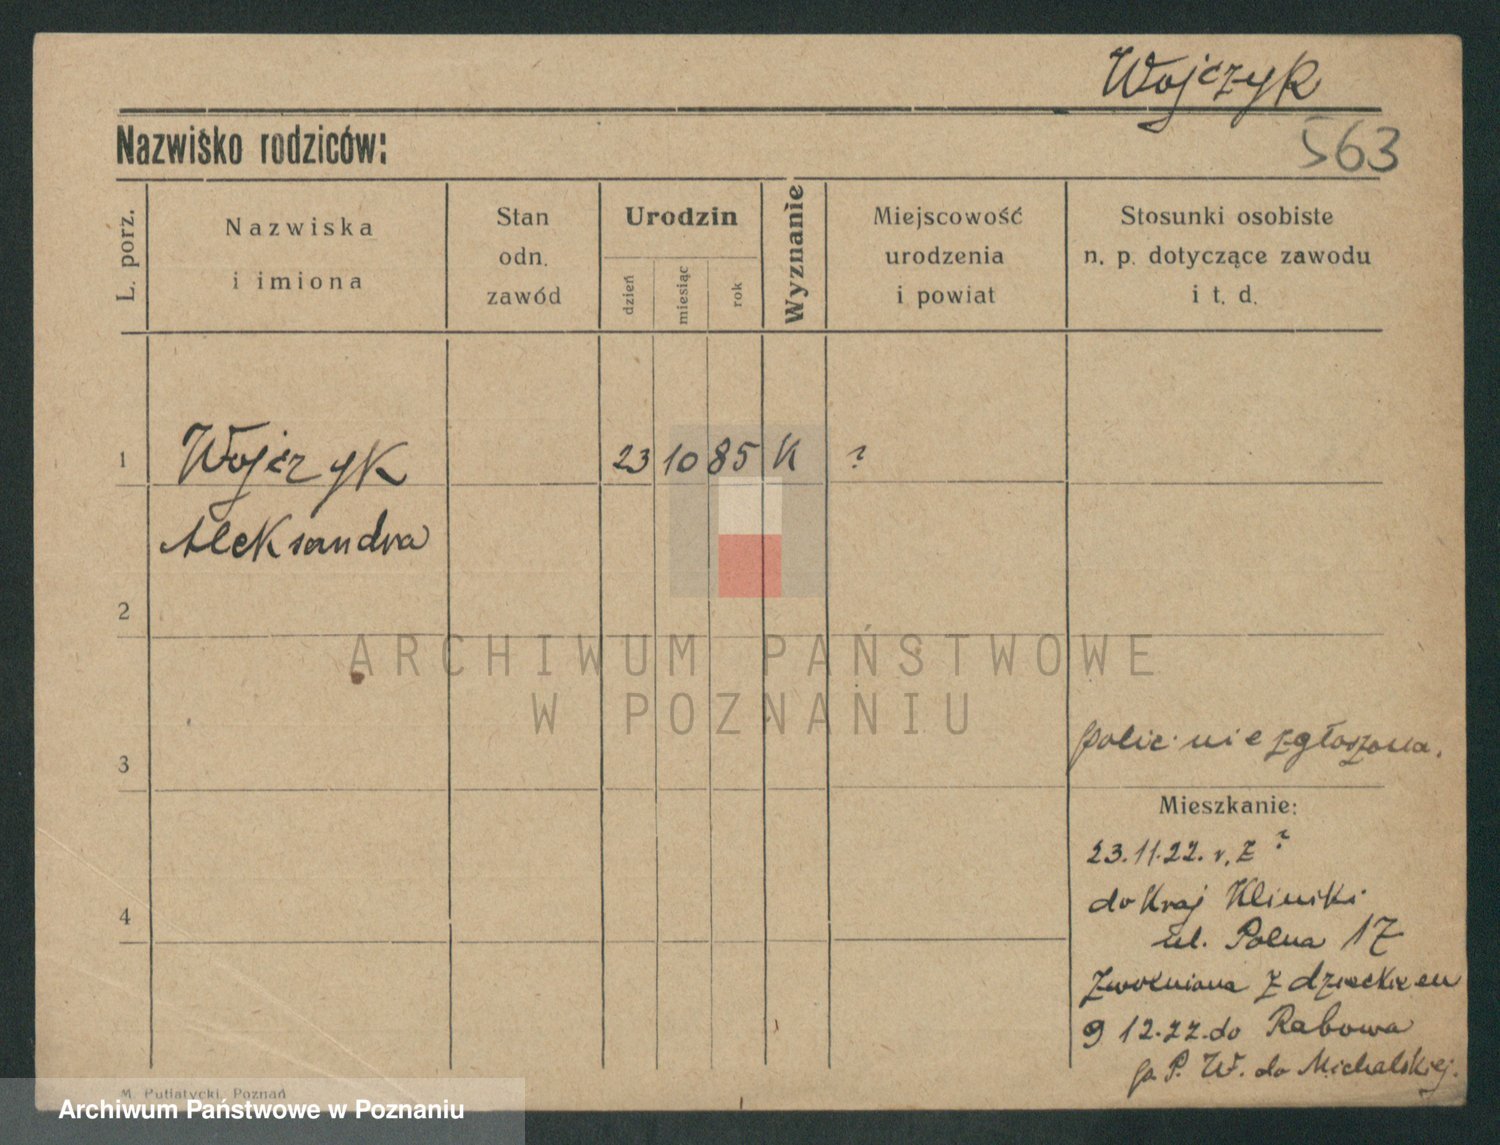 Wojczyk
563
Nazwisko rodziców:
L. porz.
Nazwiska
i imiona
Stan
odn.
zawód
Urodzin
dzień
miesiąc
rok
Wyznanie
Miejscowość
urodzenia
i powiat
Stosunki osobiste
n. p. dotyczące zawodu
i t. d.
1 Wojczyk 23 10 85 K ?
Aleksandra
2
ARCHIWUM PAŃSTWOWE
W POZNANIU
polic. nie zgłoszona.
3
Mieszkanie:
23.11.22. r. z ?
do Kraj Kliniki
4
ul. Polna 17
Zwolniona z dzieckiem
9 12.22. do Rabowa
P. W. do Michalskiej.
M. Putiatycki, Poznań
Archiwum Państwowe w Poznaniu